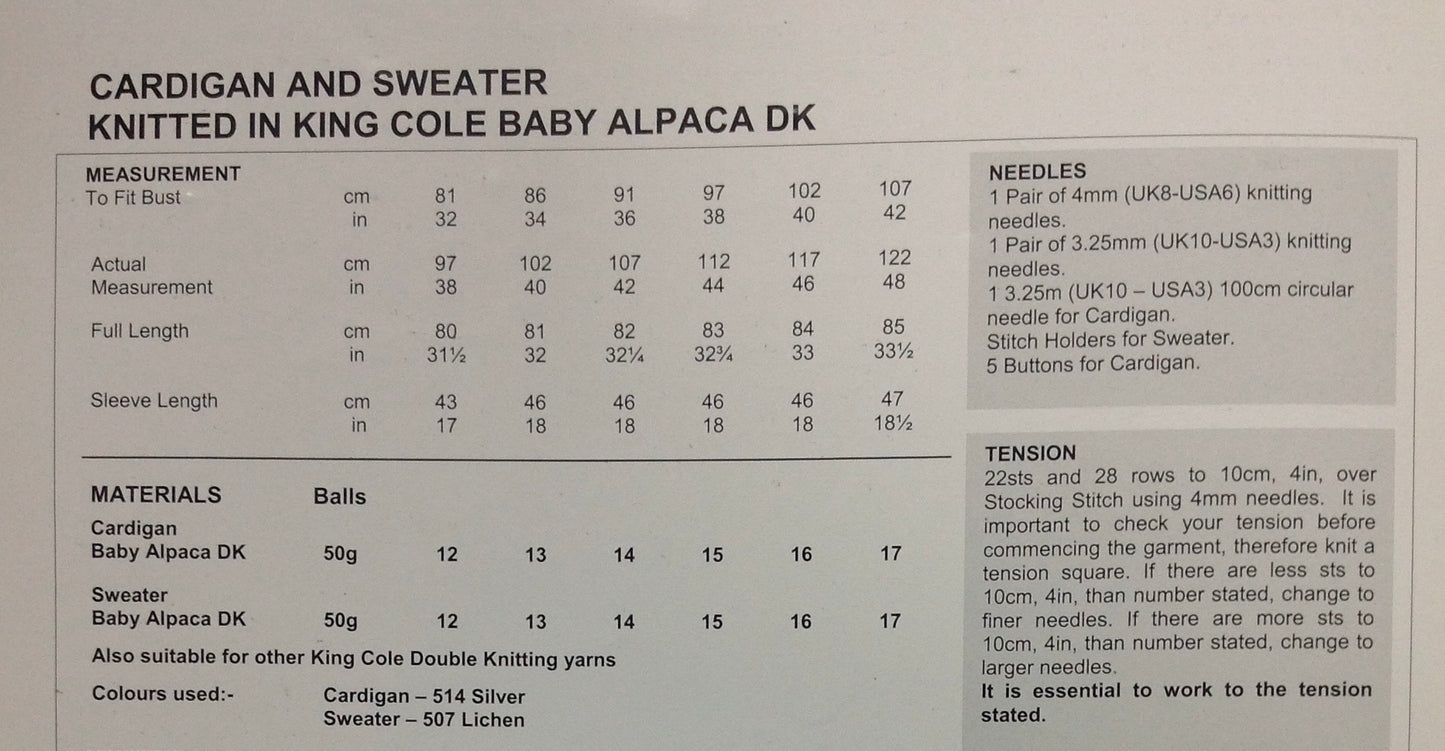 CARDIGAN AND SWEATER
KNITTED IN KING COLE BABY ALPACA DK
MEASUREMENT
To Fit Bust cm 81 86 91 97 102 107
in 32 34 36 38 40 42
Actual cm 97 102 107 112 117 122
Measurement in 38 40 42 44 46 48
Full Length cm 80 81 82 83 84 85
in 31½ 32 32¼ 32¾ 33 33½
Sleeve Length cm 43 46 46 46 46 47
in 17 18 18 18 18 18½
MATERIALS Balls
Cardigan
Baby Alpaca DK 50g 12 13 14 15 16 17
Sweater
Baby Alpaca DK 50g 12 13 14 15 16 17
Also suitable for other King Cole Double Knitting yarns
Colours used:- Cardigan – 514 Silver
Sweater – 507 Lichen
NEEDLES
1 Pair of 4mm (UK8-USA6) knitting
needles.
1 Pair of 3.25mm (UK10-USA3) knitting
needles.
1 3.25m (UK10 – USA3) 100cm circular
needle for Cardigan.
Stitch Holders for Sweater.
5 Buttons for Cardigan.
TENSION
22sts and 28 rows to 10cm, 4in, over
Stocking Stitch using 4mm needles. It is
important to check your tension before
commencing the garment, therefore knit a
tension square. If there are less sts to
10cm, 4in, than number stated, change to
finer needles. If there are more sts to
10cm, 4in, than number stated, change to
larger needles.
It is essential to work to the tension
stated.